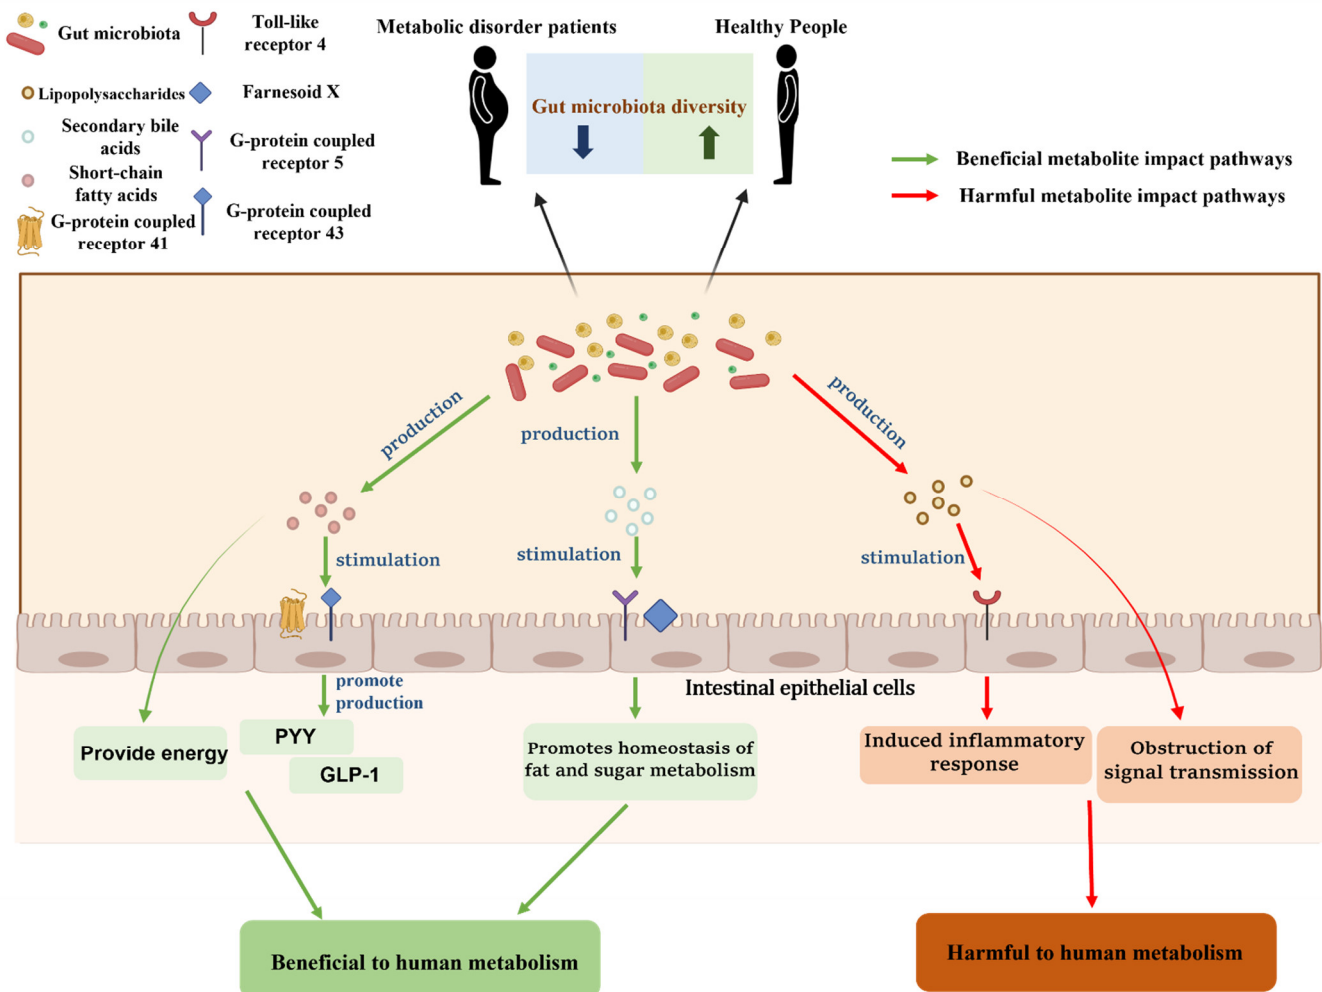 Gut microbiota
Toll-like
receptor 4
Lipopolysaccharides
Farnesoid X
Secondary bile
acids
G-protein coupled
receptor 5
Short-chain
fatty acids
G-protein coupled
receptor 41
G-protein coupled
receptor 43
Metabolic disorder patients
Healthy People
Gut microbiota diversity
Beneficial metabolite impact pathways
Harmful metabolite impact pathways
production
production
production
stimulation
stimulation
stimulation
promote
production
Intestinal epithelial cells
Provide energy
PYY
GLP-1
Promotes homeostasis of
fat and sugar metabolism
Induced inflammatory
response
Obstruction of
signal transmission
Beneficial to human metabolism
Harmful to human metabolism